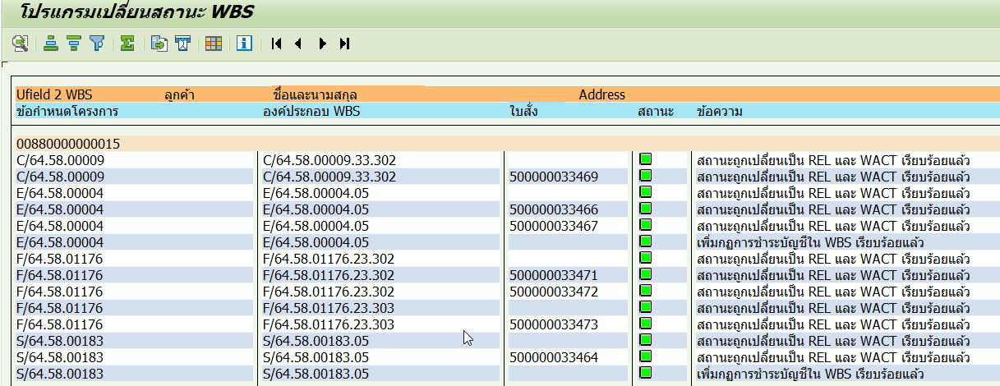 โปรแกรมเปลี่ยนสถานะ WBS
Ufield 2 WBS ลูกค้า ชื่อและนามสกุล Address
ข้อกำหนดโครงการ องค์ประกอบ WBS ใบสั่ง สถานะ ข้อความ
00880000000015
C/64.58.00009 C/64.58.00009.33.302 สถานะถูกเปลี่ยนเป็น REL และ WACT เรียบร้อยแล้ว
C/64.58.00009 C/64.58.00009.33.302 500000033469 สถานะถูกเปลี่ยนเป็น REL และ WACT เรียบร้อยแล้ว
E/64.58.00004 E/64.58.00004.05 สถานะถูกเปลี่ยนเป็น REL และ WACT เรียบร้อยแล้ว
E/64.58.00004 E/64.58.00004.05 500000033466 สถานะถูกเปลี่ยนเป็น REL และ WACT เรียบร้อยแล้ว
E/64.58.00004 E/64.58.00004.05 500000033467 สถานะถูกเปลี่ยนเป็น REL และ WACT เรียบร้อยแล้ว
E/64.58.00004 E/64.58.00004.05 เพิ่มกฏการชำระบัญชีใน WBS เรียบร้อยแล้ว
F/64.58.01176 F/64.58.01176.23.302 สถานะถูกเปลี่ยนเป็น REL และ WACT เรียบร้อยแล้ว
F/64.58.01176 F/64.58.01176.23.302 500000033471 สถานะถูกเปลี่ยนเป็น REL และ WACT เรียบร้อยแล้ว
F/64.58.01176 F/64.58.01176.23.302 500000033472 สถานะถูกเปลี่ยนเป็น REL และ WACT เรียบร้อยแล้ว
F/64.58.01176 F/64.58.01176.23.303 สถานะถูกเปลี่ยนเป็น REL และ WACT เรียบร้อยแล้ว
F/64.58.01176 F/64.58.01176.23.303 500000033473 สถานะถูกเปลี่ยนเป็น REL และ WACT เรียบร้อยแล้ว
S/64.58.00183 S/64.58.00183.05 สถานะถูกเปลี่ยนเป็น REL และ WACT เรียบร้อยแล้ว
S/64.58.00183 S/64.58.00183.05 500000033464 สถานะถูกเปลี่ยนเป็น REL และ WACT เรียบร้อยแล้ว
S/64.58.00183 S/64.58.00183.05 เพิ่มกฏการชำระบัญชีใน WBS เรียบร้อยแล้ว